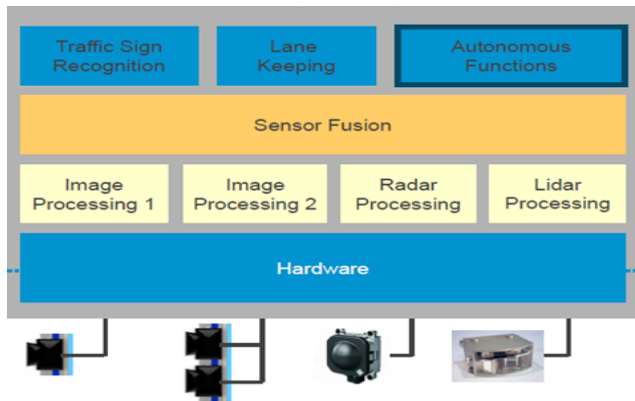 Traffic Sign
Recognition
Lane
Keeping
Autonomous
Functions
Sensor Fusion
Image
Processing 1
Image
Processing 2
Radar
Processing
Lidar
Processing
Hardware